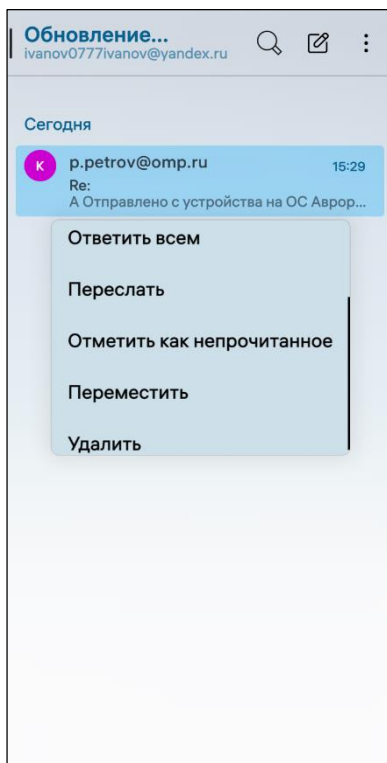 Обновление...
ivanov0777ivanov@yandex.ru
Сегодня
К
p.petrov@omp.ru
15:29
Re:
А Отправлено с устройства на ОС Аврор...
Ответить всем
Переслать
Отметить как непрочитанное
Переместить
Удалить